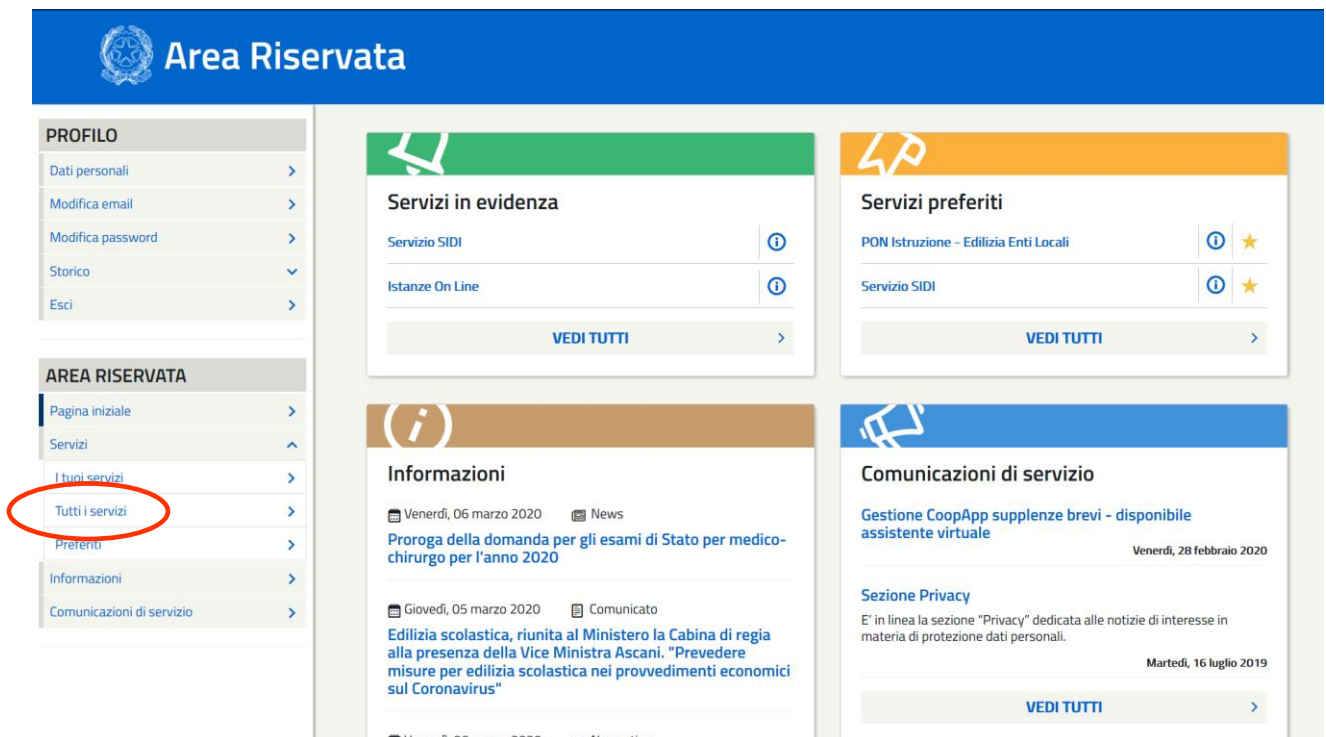 Area Riservata
PROFILO
Dati personali
Modifica email
Modifica password
Storico
Esci
AREA RISERVATA
Pagina iniziale
Servizi
I tuoi servizi
Tutti i servizi
Preferiti
Informazioni
Comunicazioni di servizio
Servizi in evidenza
Servizio SIDI
Istanze On Line
VEDI TUTTI
Servizi preferiti
PON Istruzione - Edilizia Enti Locali
Servizio SIDI
VEDI TUTTI
Informazioni
Venerdì, 06 marzo 2020 News
Proroga della domanda per gli esami di Stato per medico-
chirurgo per l'anno 2020
Giovedì, 05 marzo 2020 Comunicato
Edilizia scolastica, riunita al Ministero la Cabina di regia
alla presenza della Vice Ministra Ascani. "Prevedere
misure per edilizia scolastica nei provvedimenti economici
sul Coronavirus"
Comunicazioni di servizio
Gestione CoopApp supplenze brevi - disponibile
assistente virtuale
Venerdì, 28 febbraio 2020
Sezione Privacy
E' in linea la sezione "Privacy" dedicata alle notizie di interesse in
materia di protezione dati personali.
Martedì, 16 luglio 2019
VEDI TUTTI